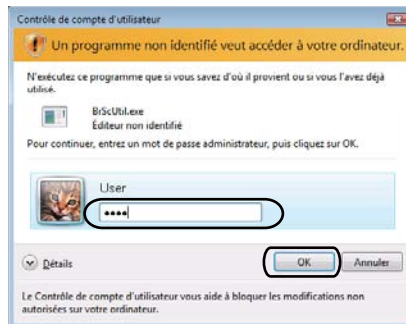 Contrôle de compte d'utilisateur
Un programme non identifié veut accéder à votre ordinateur.
N'exécutez ce programme que si vous savez d'où il provient ou si vous l'avez déjà
utilisé.
BrScUtil.exe
Éditeur non identifié
Pour continuer, entrez un mot de passe administrateur, puis cliquez sur OK.
User
••••
Détails
OK
Annuler
Le Contrôle de compte d'utilisateur vous aide à bloquer les modifications non
autorisées sur votre ordinateur.